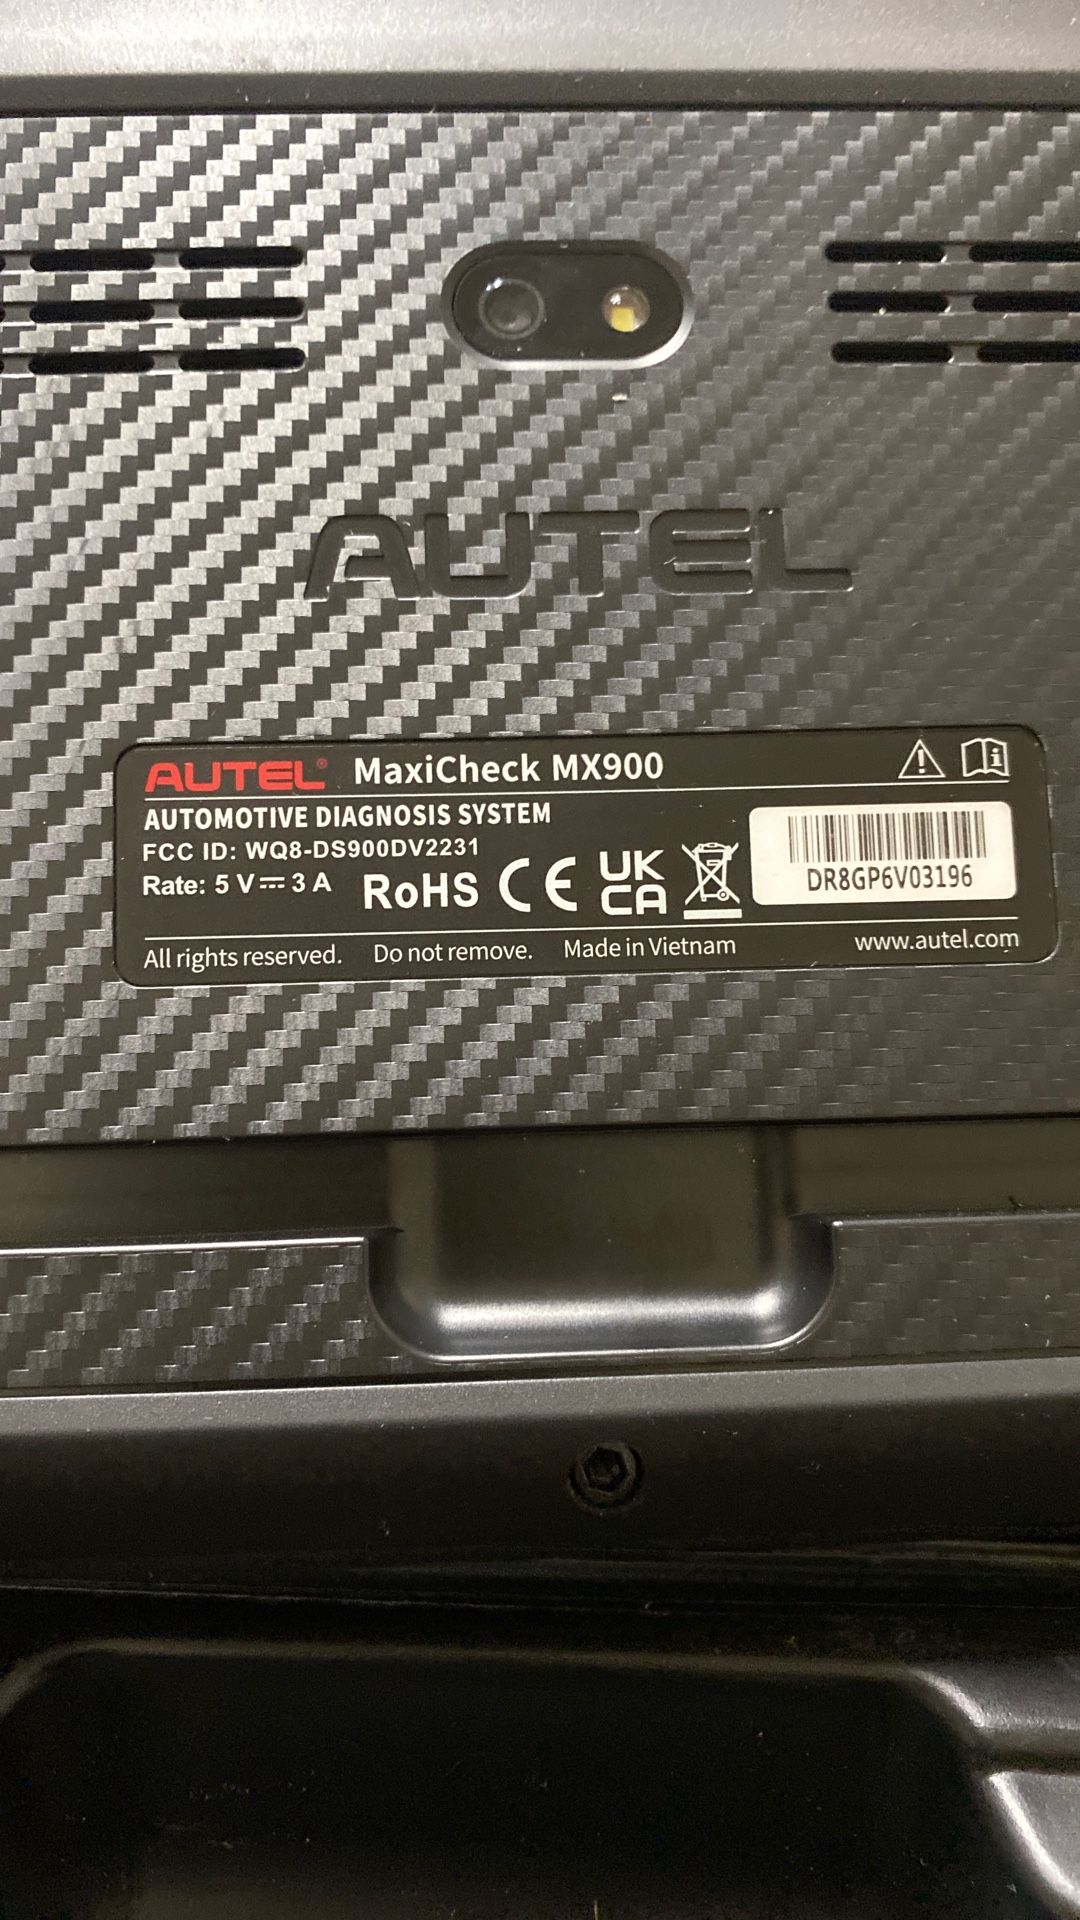 AUTEL
AUTEL® MaxiCheck MX900
AUTOMOTIVE DIAGNOSIS SYSTEM
FCC ID: WQ8-DS900DV2231
Rate: 5 V⎓3 A
RoHS CE UK
CA
DR8GP6V03196
All rights reserved. Do not remove. Made in Vietnam www.autel.com